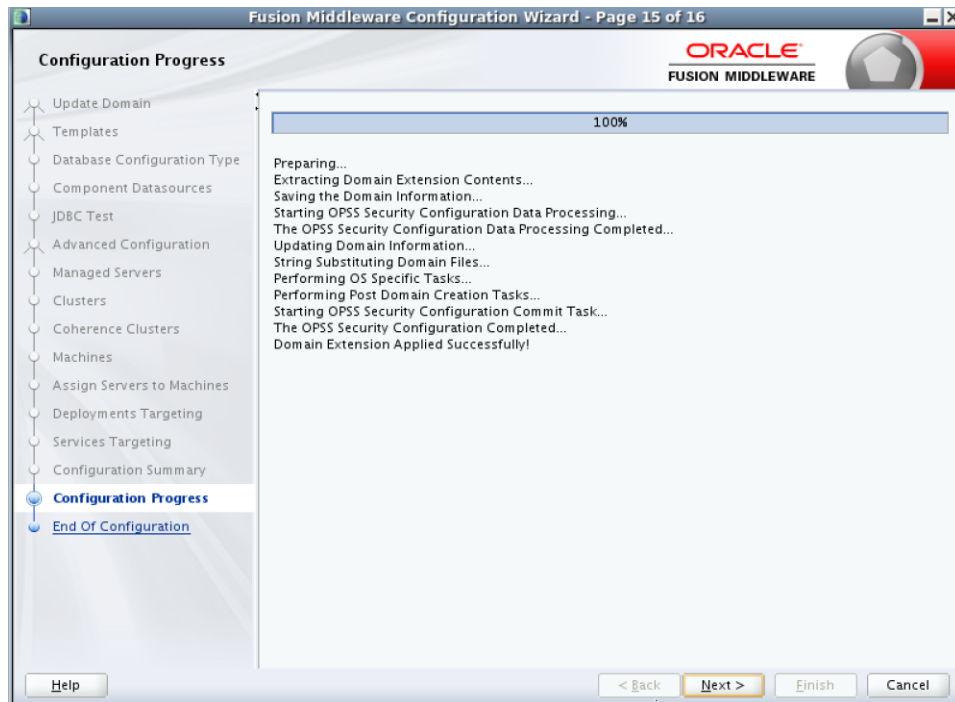 Fusion Middleware Configuration Wizard - Page 15 of 16
Configuration Progress
ORACLE
FUSION MIDDLEWARE
Update Domain
Templates
Database Configuration Type
Component Datasources
JDBC Test
Advanced Configuration
Managed Servers
Clusters
Coherence Clusters
Machines
Assign Servers to Machines
Deployments Targeting
Services Targeting
Configuration Summary
Configuration Progress
End Of Configuration
100%
Preparing...
Extracting Domain Extension Contents...
Saving the Domain Information...
Starting OPSS Security Configuration Data Processing...
The OPSS Security Configuration Data Processing Completed...
Updating Domain Information...
String Substituting Domain Files...
Performing OS Specific Tasks...
Performing Post Domain Creation Tasks...
Starting OPSS Security Configuration Commit Task...
The OPSS Security Configuration Completed...
Domain Extension Applied Successfully!
Help
< Back
Next >
Finish
Cancel